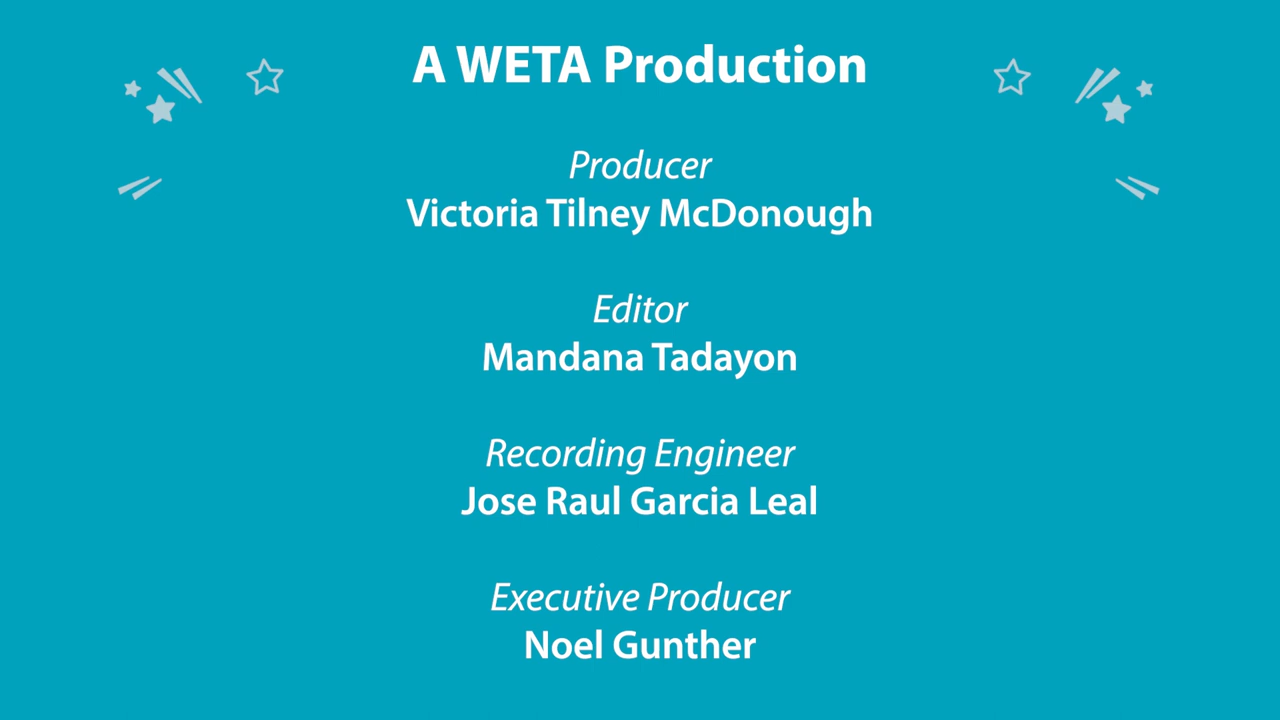 A WETA Production
Producer
Victoria Tilney McDonough
Editor
Mandana Tadayon
Recording Engineer
Jose Raul Garcia Leal
Executive Producer
Noel Gunther